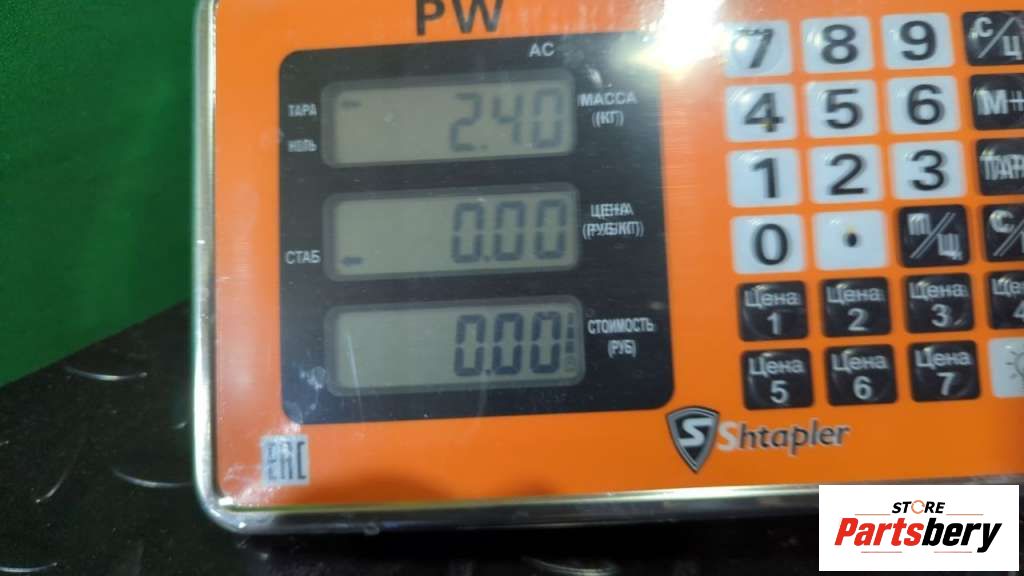 PW
AC
ТАРА
НОЛЬ
2.40
МАССА
(КГ)
СТАБ
0.00
ЦЕНА
(РУБ/КГ)
0.00
СТОИМОСТЬ
(РУБ)
7 8 9 С/Ц
4 5 6 М+
1 2 3 ТАРА
0 .
Цена 1 Цена 2 Цена 3
Цена 5 Цена 6 Цена 7
S Shtapler
EAC
STORE
Partsbery